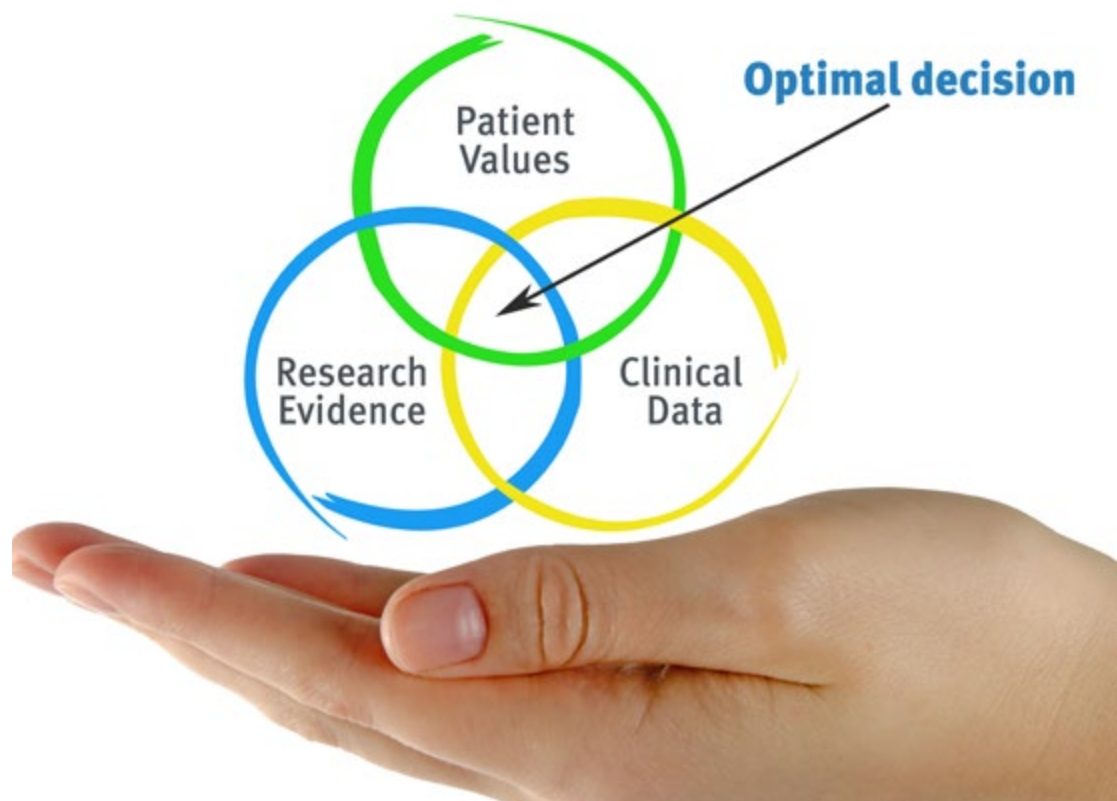 Optimal decision
Patient
Values
Research
Evidence
Clinical
Data